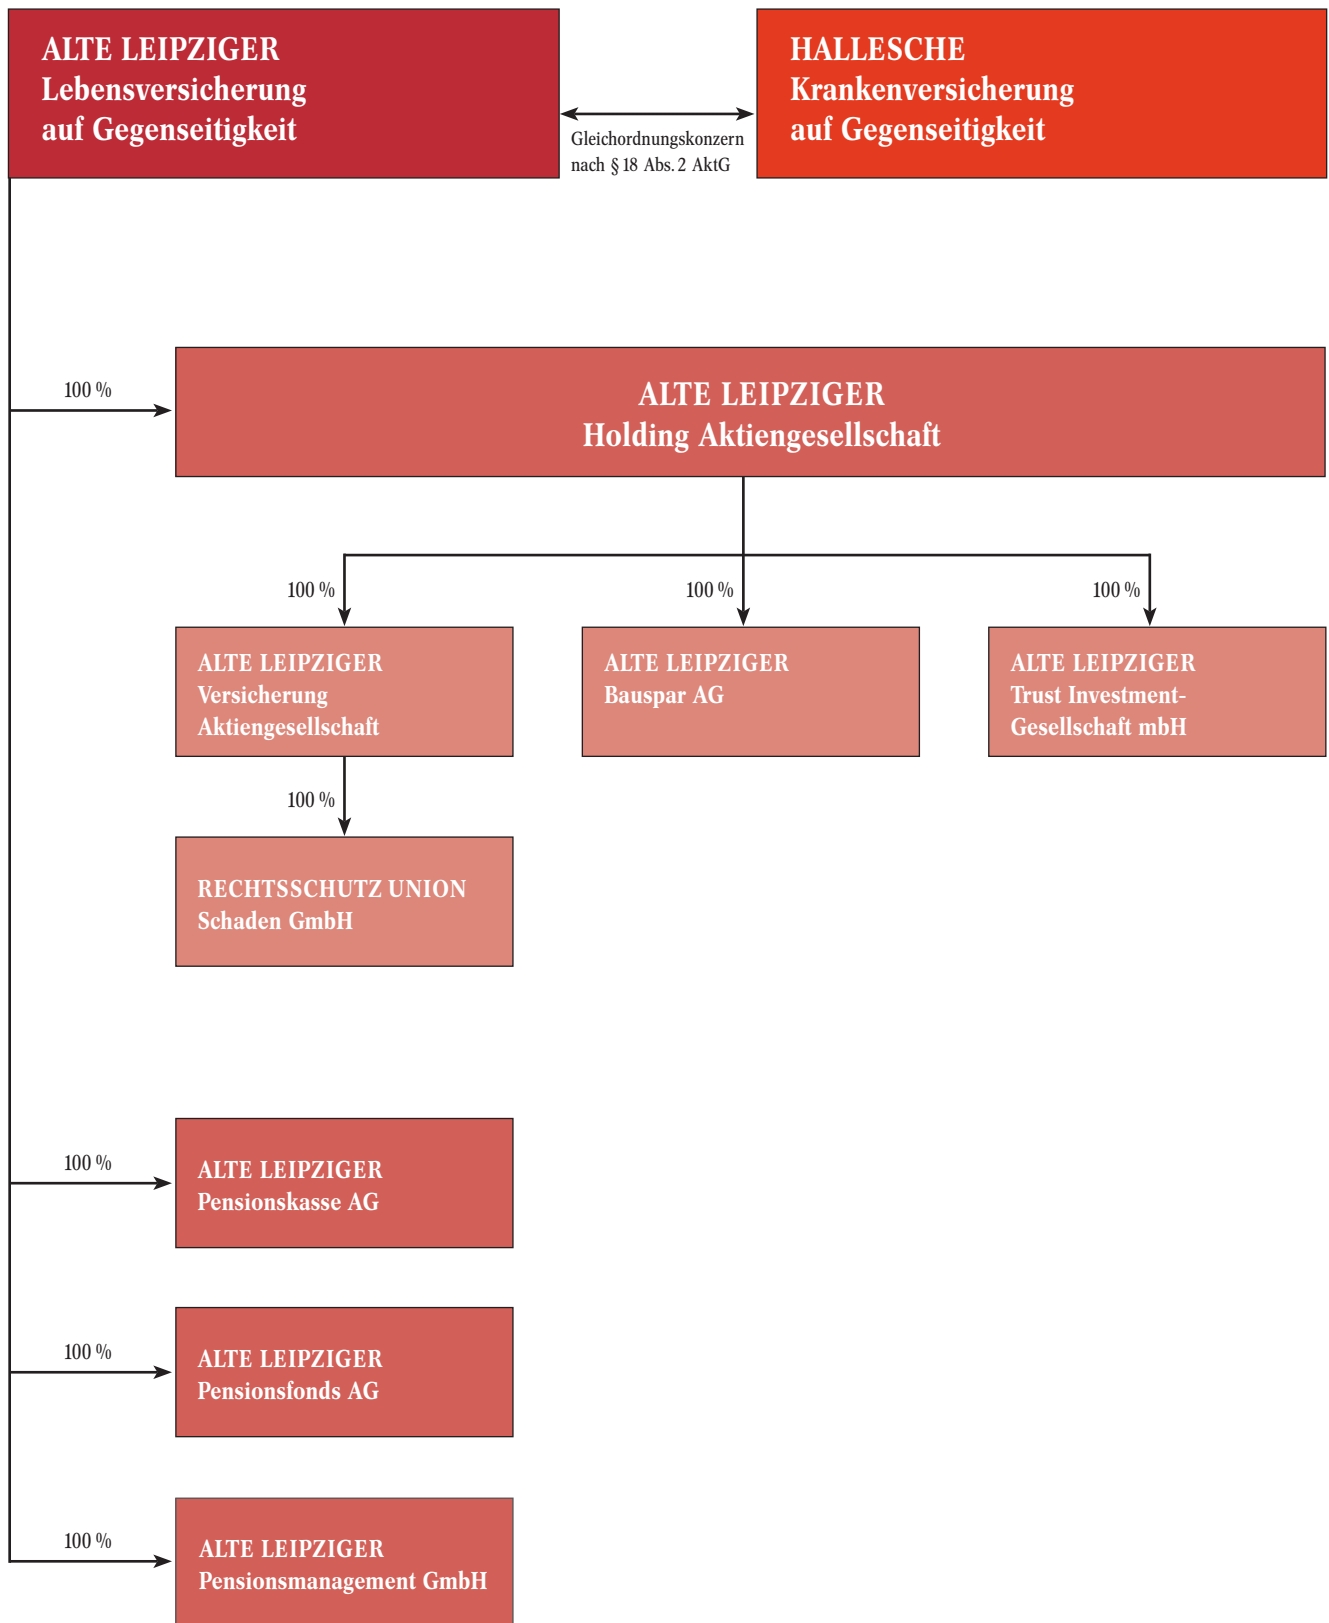 ALTE LEIPZIGER
Lebensversicherung
auf Gegenseitigkeit
Gleichordnungskonzern
nach § 18 Abs. 2 AktG
HALLESCHE
Krankenversicherung
auf Gegenseitigkeit
100 %
ALTE LEIPZIGER
Holding Aktiengesellschaft
100 %
100 %
100 %
ALTE LEIPZIGER
Versicherung
Aktiengesellschaft
ALTE LEIPZIGER
Bauspar AG
ALTE LEIPZIGER
Trust Investment-
Gesellschaft mbH
100 %
RECHTSSCHUTZ UNION
Schaden GmbH
100 %
ALTE LEIPZIGER
Pensionskasse AG
100 %
ALTE LEIPZIGER
Pensionsfonds AG
100 %
ALTE LEIPZIGER
Pensionsmanagement GmbH